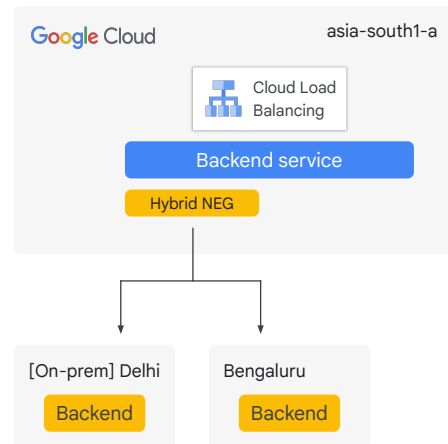 Google Cloud
asia-south1-a
Cloud Load
Balancing
Backend service
Hybrid NEG
[On-prem] Delhi
Bengaluru
Backend
Backend